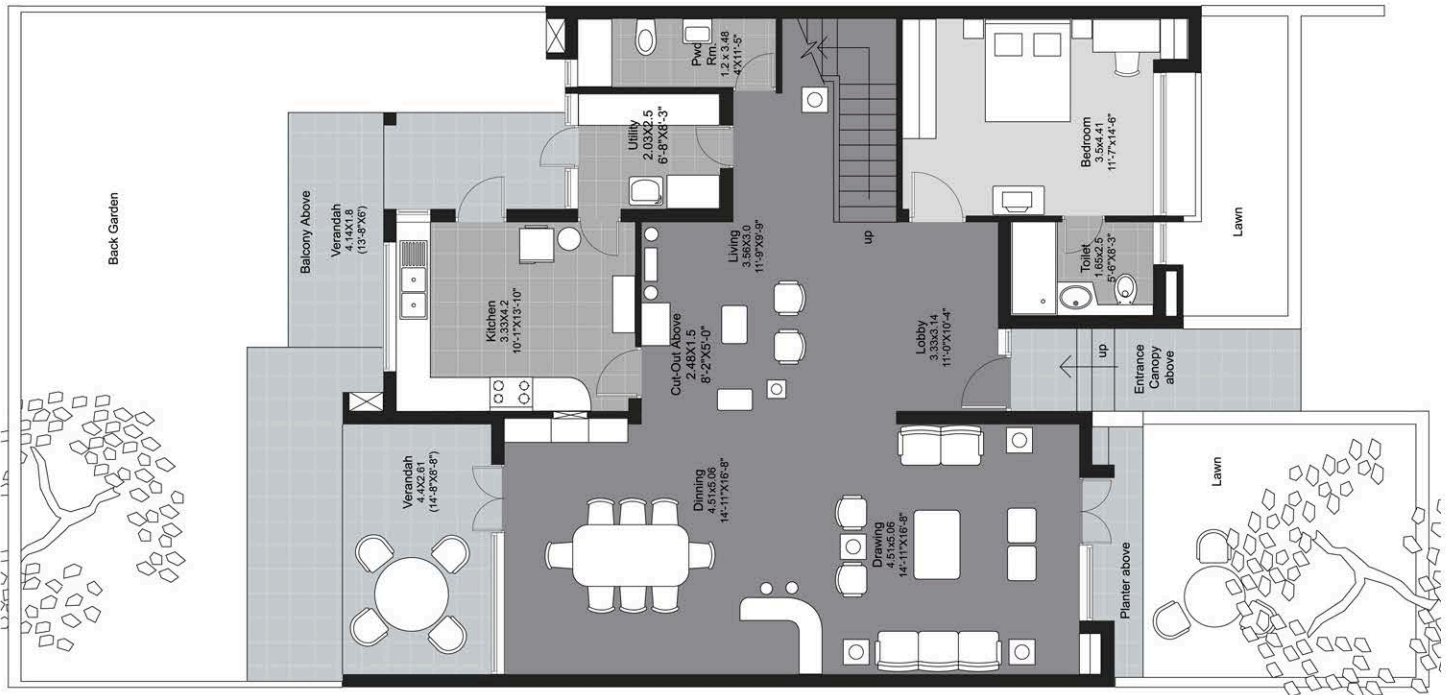 Pwd
Rm.
1.2 x 3.48
4'X11'-5"
Utility
2.03X2.5
6'-8"X8'-3"
Bedroom
3.5x4.41
11'-7"x14'-6"
Back Garden
Balcony Above
Verandah
4.14X1.8
(13'-8"X6')
Living
3.56X3.0
11'-9"X9'-9"
up
Toilet
1.65x2.5
5'-6"X8'-3"
Lawn
Kitchen
3.33X4.2
10'-1"X13'-10"
Cut-Out Above
2.48X1.5
8'-2"X5'-0"
Lobby
3.33x3.14
11'-0"X10'-4"
up
Entrance
Canopy
above
Verandah
4.4X2.61
(14'-8"X8'-8")
Dinning
4.51x5.06
14'-11"X16'-8"
Drawing
4.51x5.06
14'-11"X16'-8"
Planter above
Lawn